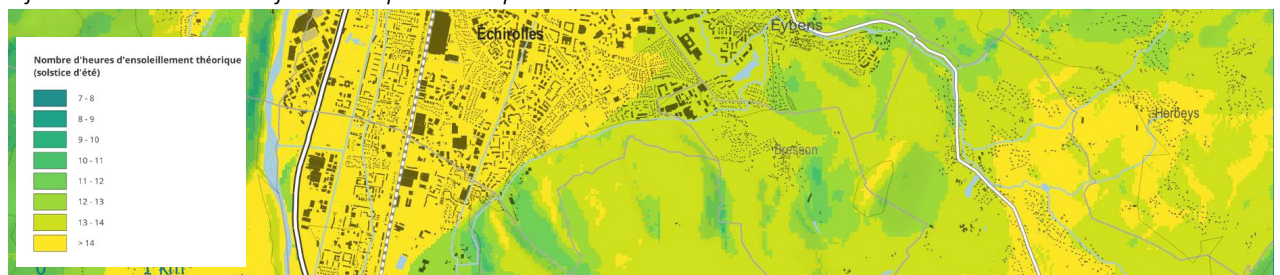 Échirolles
Eybens
Nombre d'heures d'ensoleillement théorique
(solstice d'été)
7 - 8
8 - 9
9 - 10
10 - 11
11 - 12
12 - 13
13 - 14
> 14
Herbeys
Bresson
0 1 km